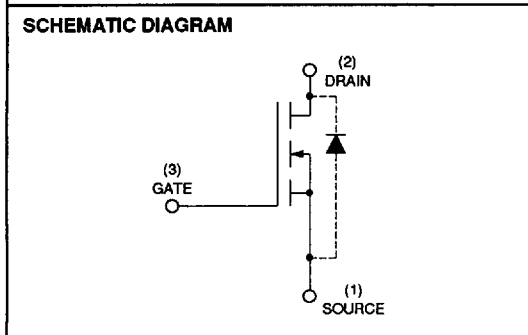 SCHEMATIC DIAGRAM
(2)
DRAIN
(3)
GATE
(1)
SOURCE